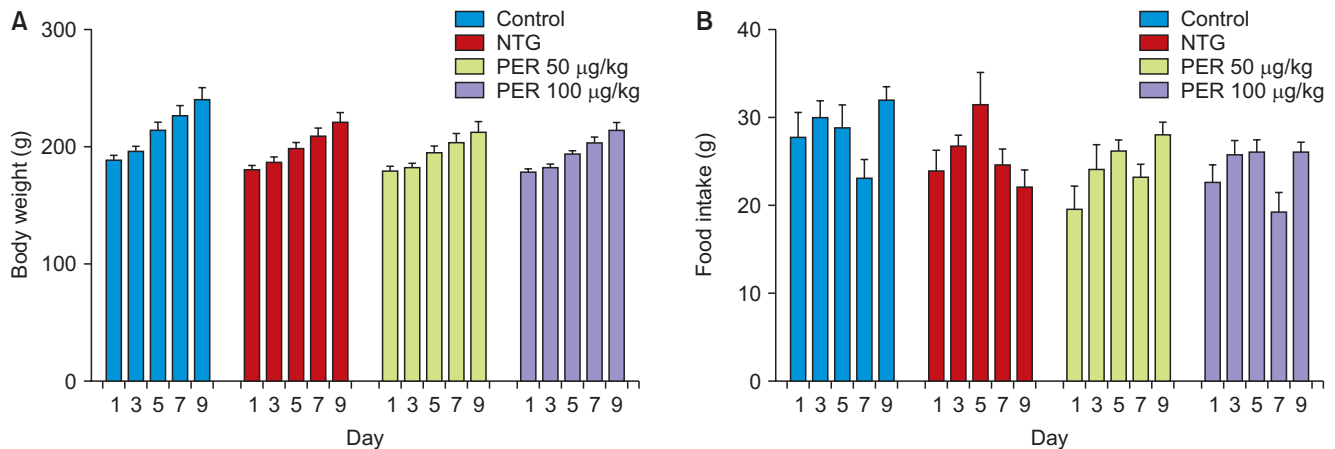 A
Control
NTG
PER 50 μg/kg
PER 100 μg/kg
Body weight (g)
300
200
100
0
1 3 5 7 9 1 3 5 7 9 1 3 5 7 9 1 3 5 7 9
Day
B
Control
NTG
PER 50 μg/kg
PER 100 μg/kg
Food intake (g)
40
30
20
10
0
1 3 5 7 9 1 3 5 7 9 1 3 5 7 9 1 3 5 7 9
Day